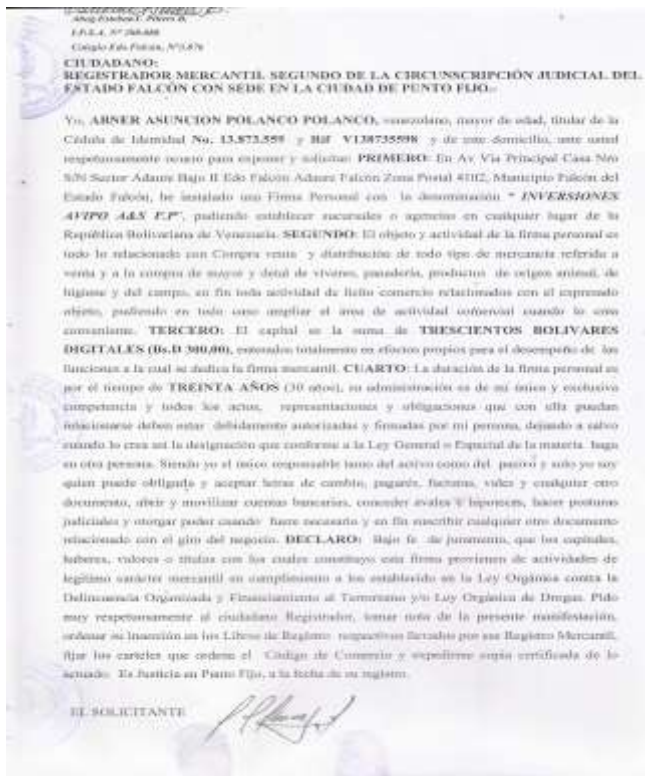 Abog. Esteban
I.P.S.A. Nº
Colegio Edo Falcón, Nº
CIUDADANO:
REGISTRADOR MERCANTIL SEGUNDO DE LA CIRCUNSCRIPCIÓN JUDICIAL DEL
ESTADO FALCÓN CON SEDE EN LA CIUDAD DE PUNTO FIJO.-
Yo, ABNER ASUNCION POLANCO POLANCO, venezolano, mayor de edad, titular de la
Cédula de Identidad No. 13.873.559 y Rif V138735598 y de este domicilio, ante usted
respetuosamente ocurro para exponer y solicitar: PRIMERO: En Av Via Principal Casa Nro
S/N Sector Adaure Bajo II Edo Falcón Adaure Falcón Zona Postal 4102, Municipio Falcón del
Estado Falcón, he instalado una Firma Personal con la denominación " INVERSIONES
AVIPO A&S F.P", pudiendo establecer sucursales o agencias en cualquier lugar de la
República Bolivariana de Venezuela. SEGUNDO: El objeto y actividad de la firma personal es
todo lo relacionado con Compra venta y distribución de todo tipo de mercancía referida a
venta y a la compra de mayor y detal de víveres, panadería, productos de origen animal, de
higiene y del campo, en fin toda actividad de lícito comercio relacionados con el expresado
objeto, pudiendo en todo caso ampliar el área de actividad comercial cuando lo crea
conveniente. TERCERO: El capital es la suma de TRESCIENTOS BOLIVARES
DIGITALES (Bs.D 300,00), enterados totalmente en efectos propios para el desempeño de las
funciones a la cual se dedica la firma mercantil. CUARTO: La duración de la firma personal es
por el tiempo de TREINTA AÑOS (30 años), su administración es de mi única y exclusiva
competencia y todos los actos, representaciones y obligaciones que con ella puedan
relacionarse deben estar debidamente autorizadas y firmadas por mi persona, dejando a salvo
cuando lo crea así la designación que conforme a la Ley General o Especial de la materia haga
en otra persona. Siendo yo el único responsable tanto del activo como del pasivo y solo yo soy
quien puede obligarla y aceptar letras de cambio, pagarés, facturas, vales y cualquier otro
documento, abrir y movilizar cuentas bancarias, conceder avales e hipotecas, hacer posturas
judiciales y otorgar poder cuando fuere necesario y en fin suscribir cualquier otro documento
relacionado con el giro del negocio. DECLARO: Bajo fe de juramento, que los capitales,
haberes, valores o títulos con los cuales constituyo esta firma provienen de actividades de
legítimo carácter mercantil en cumplimiento a los establecido en la Ley Orgánica contra la
Delincuencia Organizada y Financiamiento al Terrorismo y/o Ley Orgánica de Drogas. Pido
muy respetuosamente al ciudadano Registrador, tomar nota de la presente manifestación,
ordenar su inserción en los Libros de Registro respectivos llevados por ese Registro Mercantil,
fijar los carteles que ordena el Código de Comercio y expedirme copia certificada de lo
actuado. Es Justicia en Punto Fijo, a la fecha de su registro.
EL SOLICITANTE